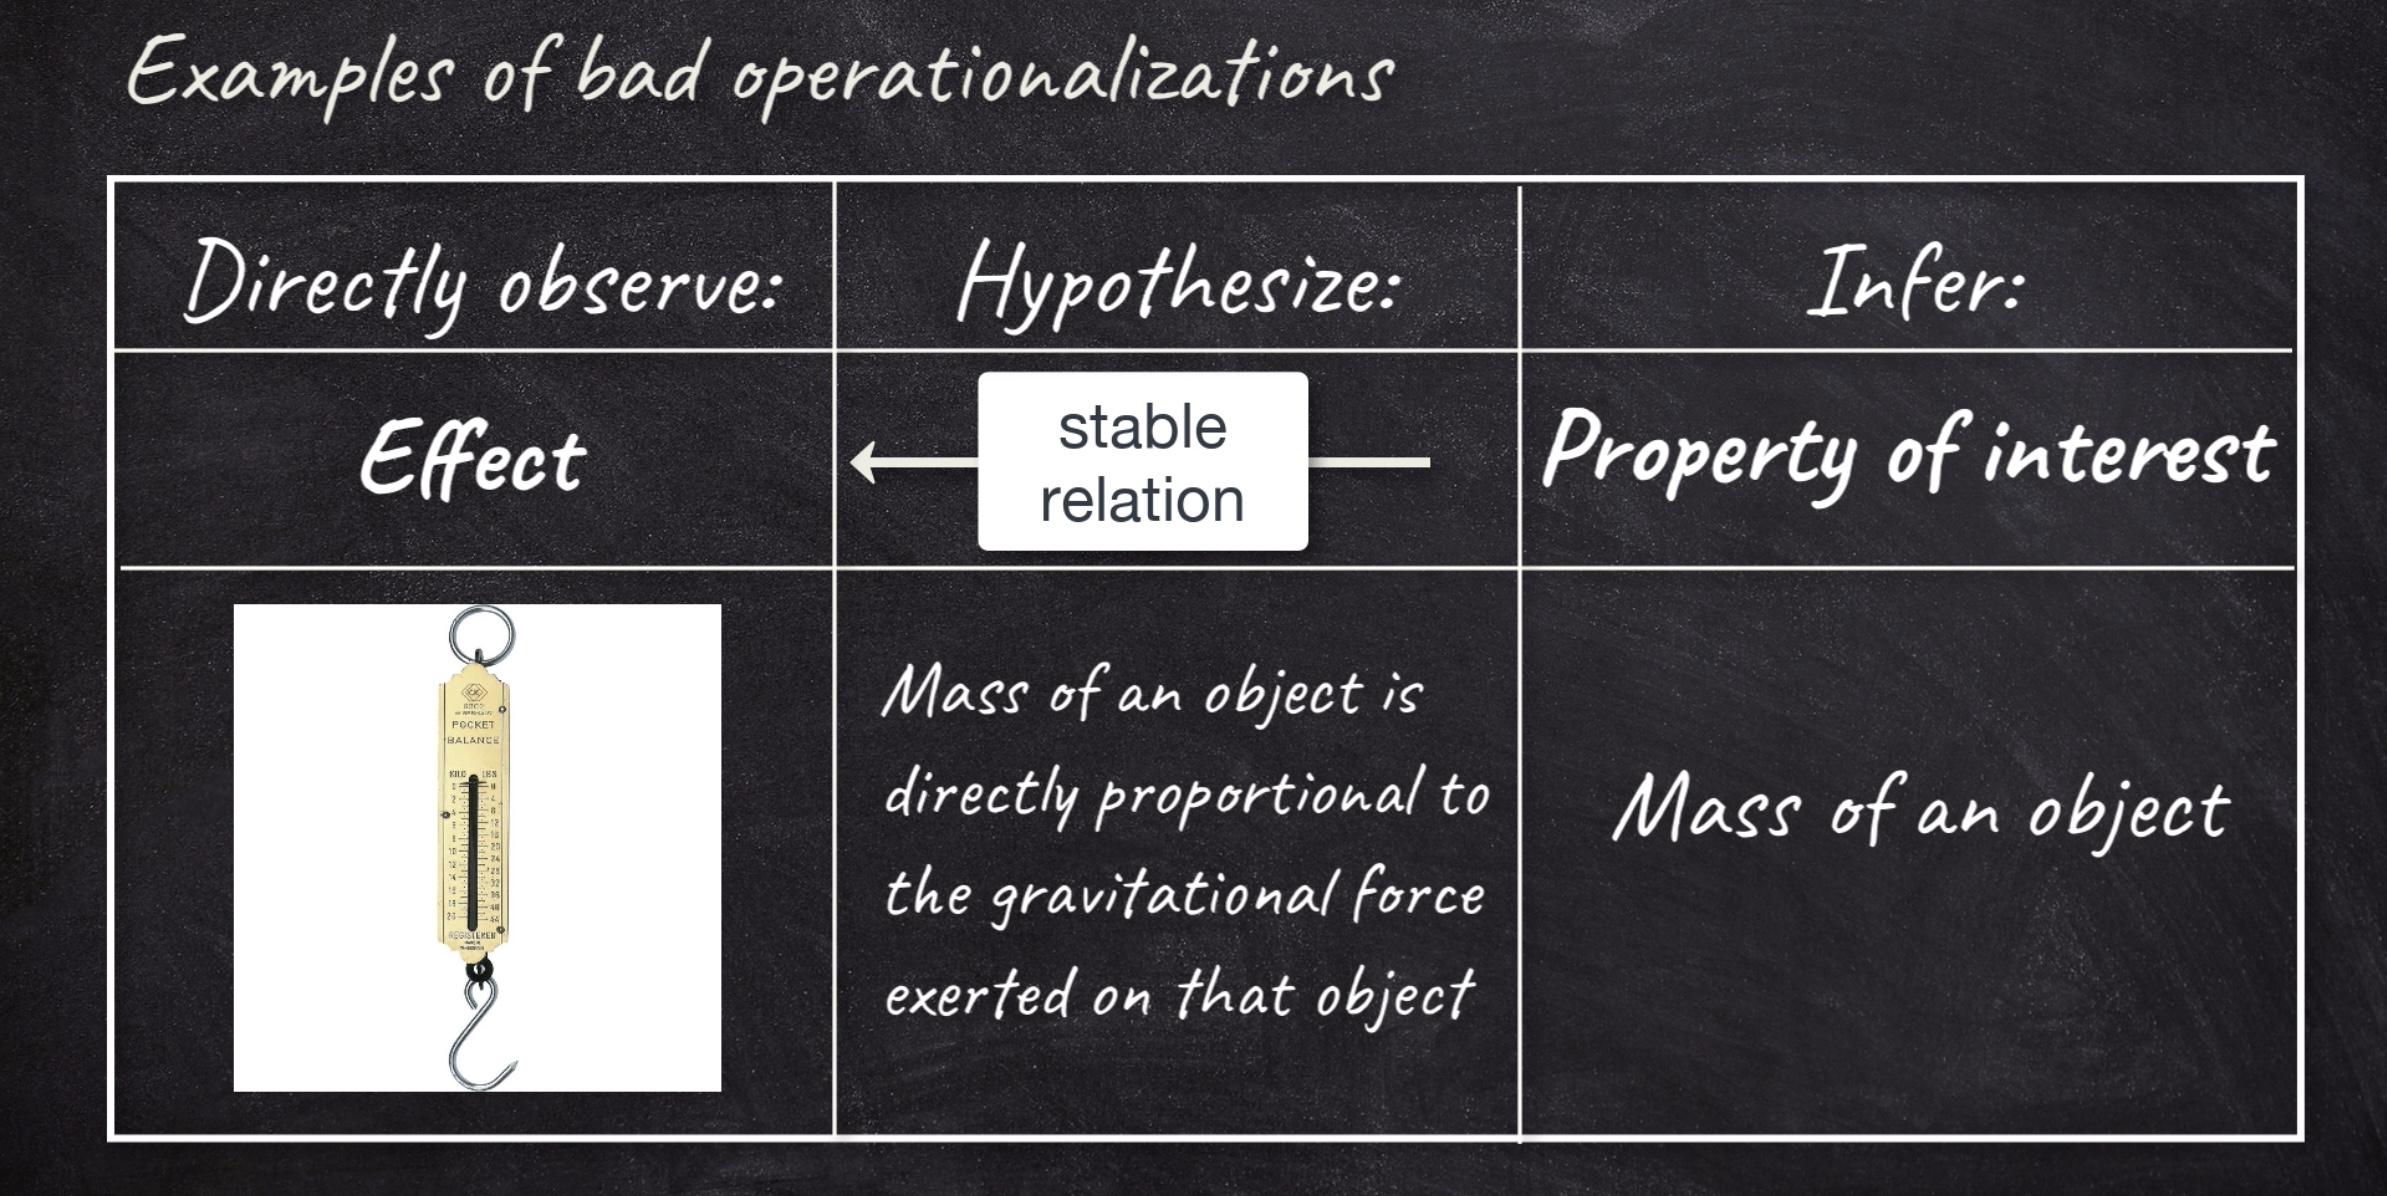 Examples of bad operationalizations
Directly observe:
Hypothesize:
Infer:
Effect
stable
relation
Property of interest
POCKET
BALANCE
KILO LBS
REGISTERED
Mass of an object is
directly proportional to
the gravitational force
exerted on that object
Mass of an object